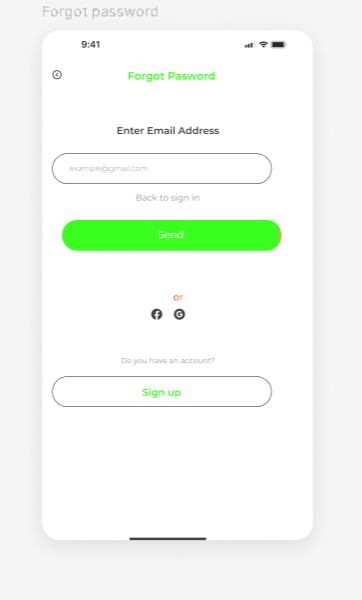 Forgot password
9:41
Forgot Pasword
Enter Email Address
example@gmail.com
Back to sign in
Send
or
Do you have an account?
Sign up